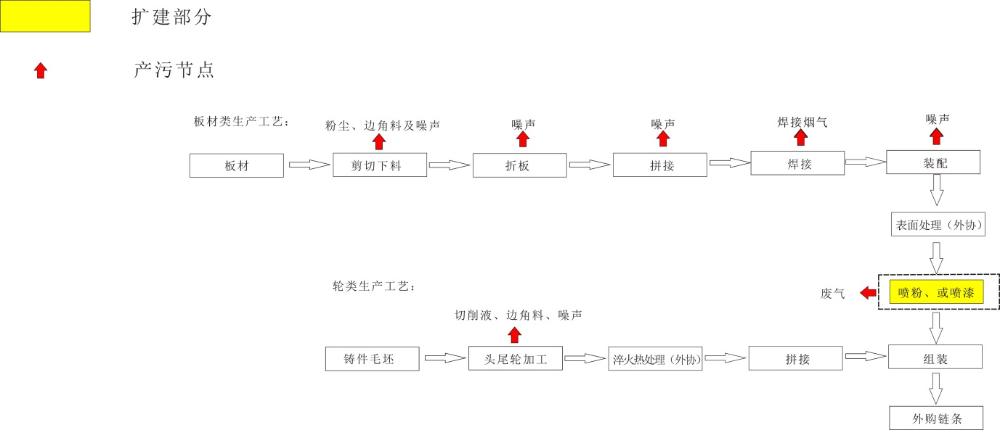 扩建部分
产污节点
板材类生产工艺：
粉尘、边角料及噪声
噪声
噪声
焊接烟气
噪声
板材
剪切下料
折板
拼接
焊接
装配
表面处理（外协）
喷粉、或喷漆
废气
轮类生产工艺：
切削液、边角料、噪声
铸件毛坯
头尾轮加工
淬火热处理（外协）
拼接
组装
外购链条